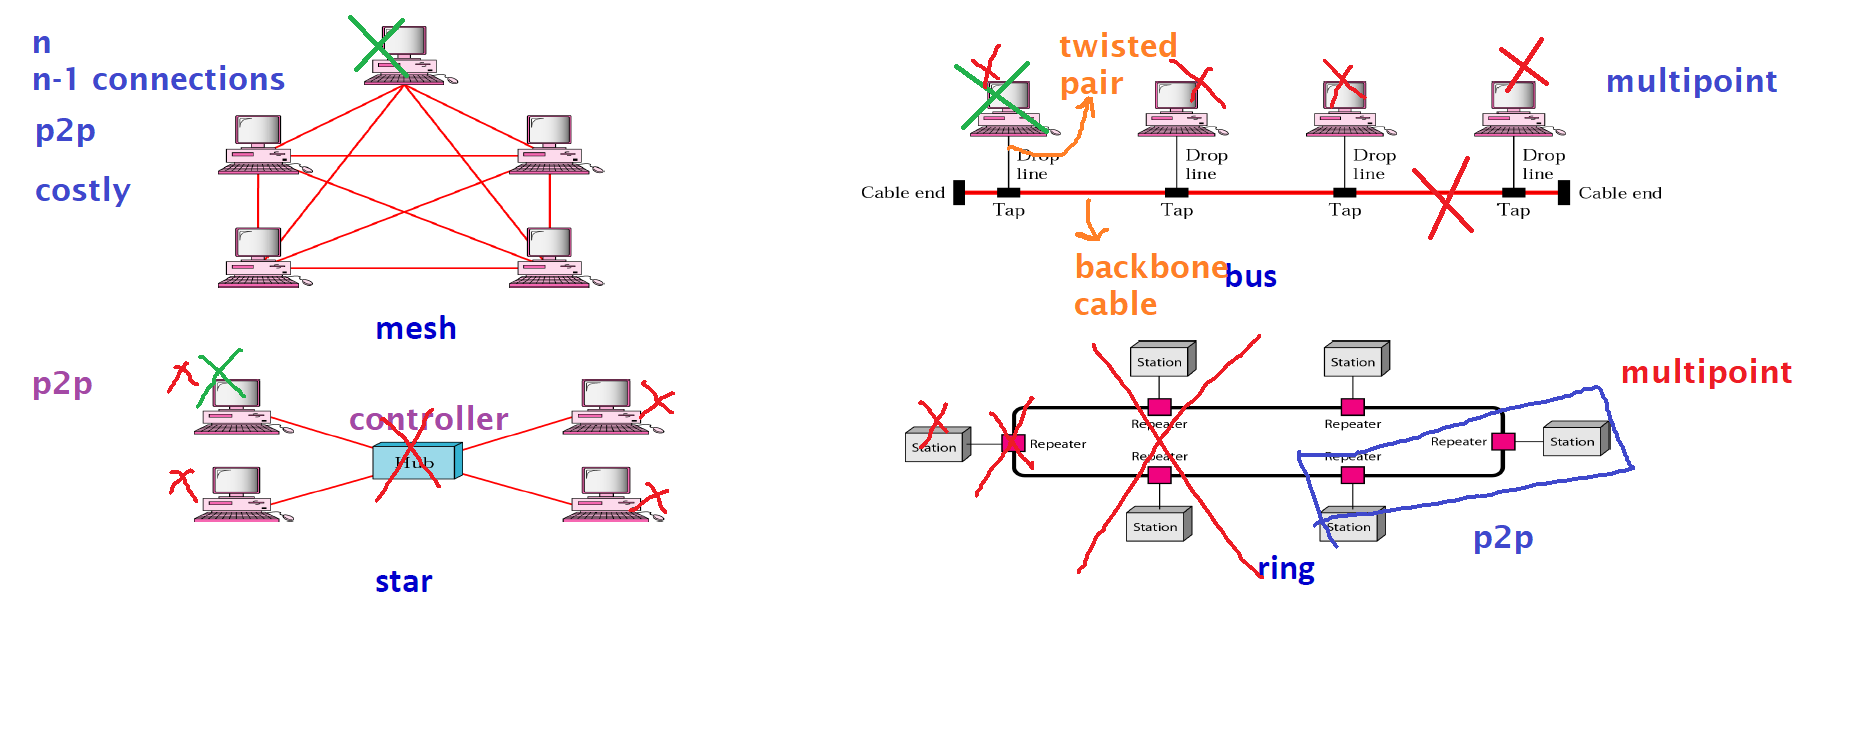 n
n-1 connections
p2p
costly
mesh
twisted
pair
multipoint
Drop
line
Drop
line
Drop
line
Drop
line
Cable end
Cable end
Tap
Tap
Tap
Tap
backbone
cable
bus
p2p
controller
Hub
star
multipoint
Station
Station
Repeater
Repeater
Station
Repeater
Repeater
Station
Repeater
Repeater
Station
Station
p2p
ring